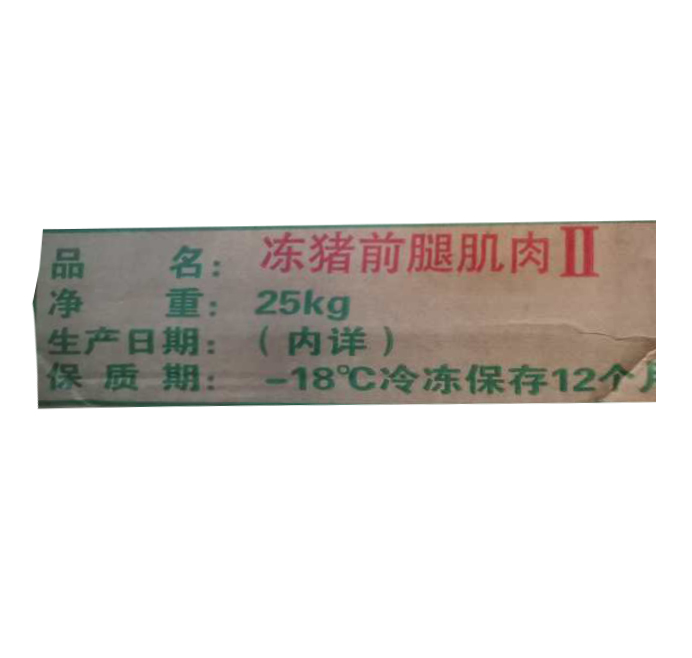 品 名： 冻猪前腿肌肉Ⅱ
净 重： 25kg
生产日期： （内详）
保 质 期： -18℃冷冻保存12个月